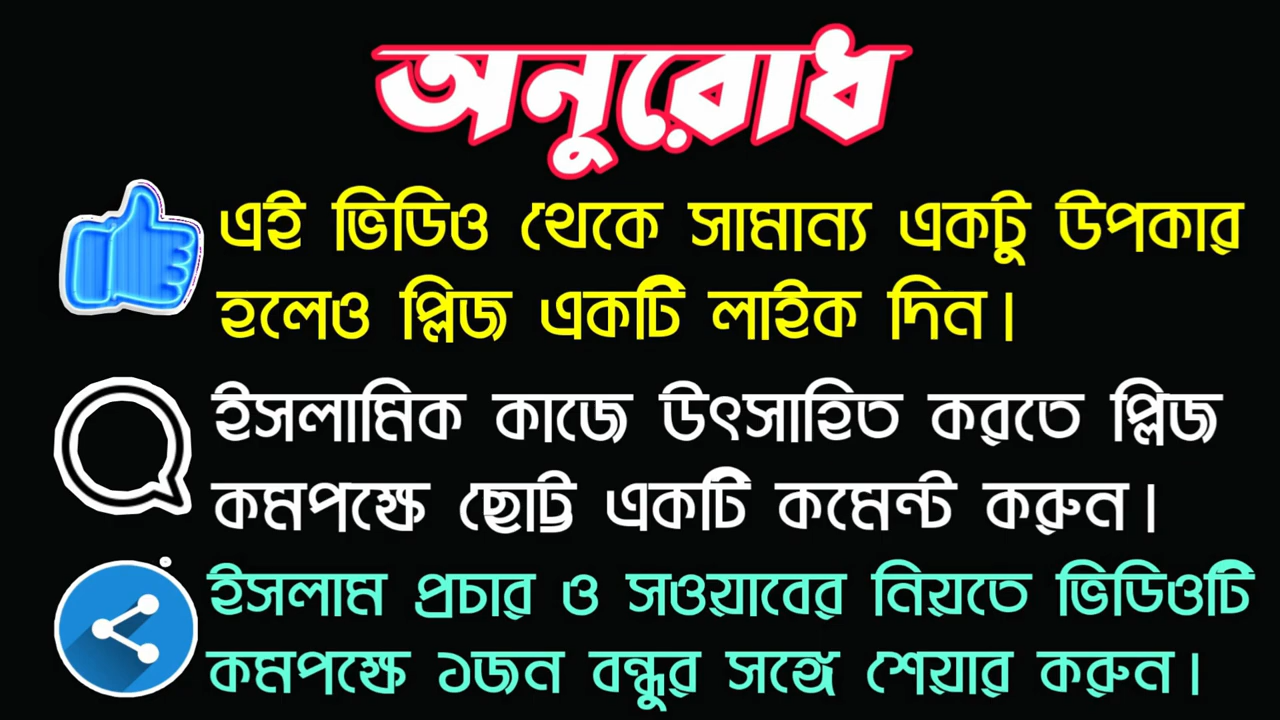 অনুরোধ
এই ভিডিও থেকে সামান্য একটু উপকার
হলেও প্লিজ একটি লাইক দিন।
ইসলামিক কাজে উৎসাহিত করতে প্লিজ
কমপক্ষে ছোট্ট একটি কমেন্ট করুন।
ইসলাম প্রচার ও সওয়াবের নিয়তে ভিডিওটি
কমপক্ষে ১জন বন্ধুর সঙ্গে শেয়ার করুন।